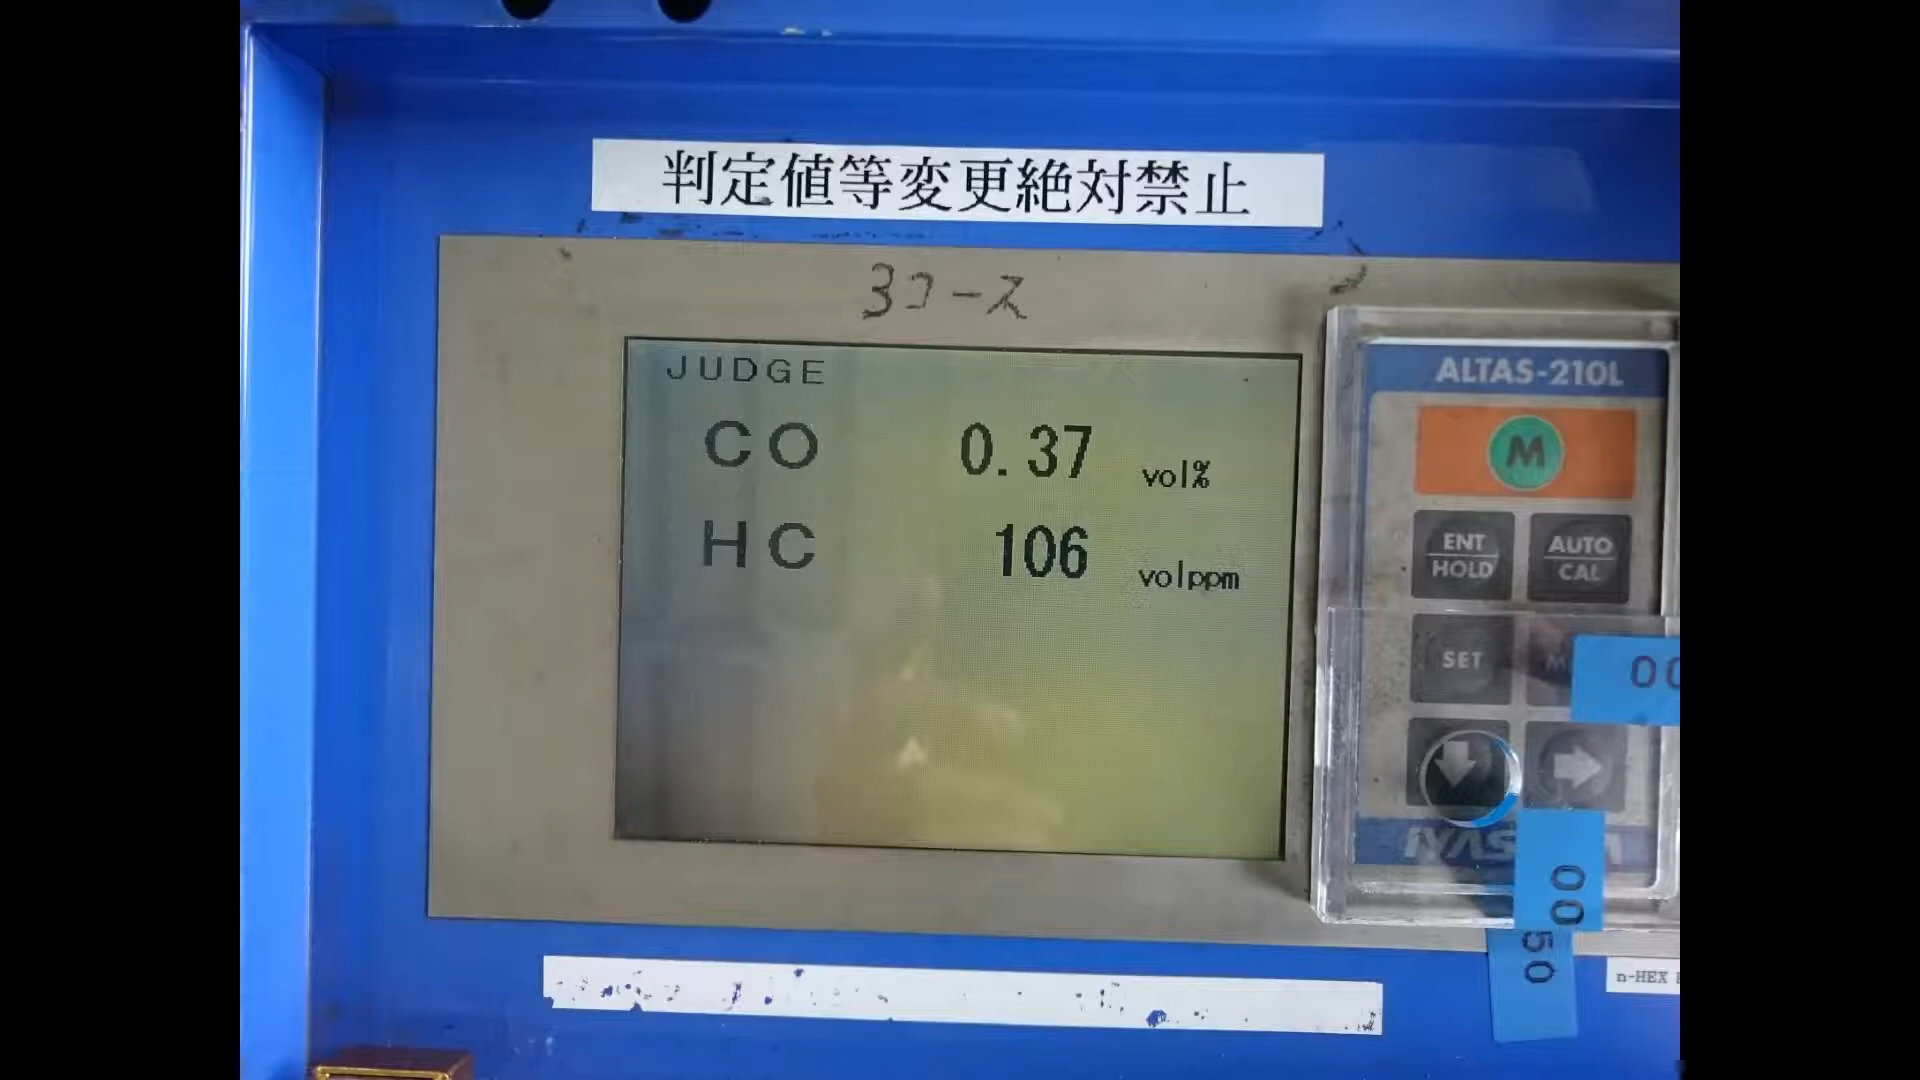 判定値等変更絶対禁止
3コース
JUDGE
CO 0.37 vol%
HC 106 volppm
ALTAS-210L
M
ENT
HOLD
AUTO
CAL
SET
00
00
50
n-HEX